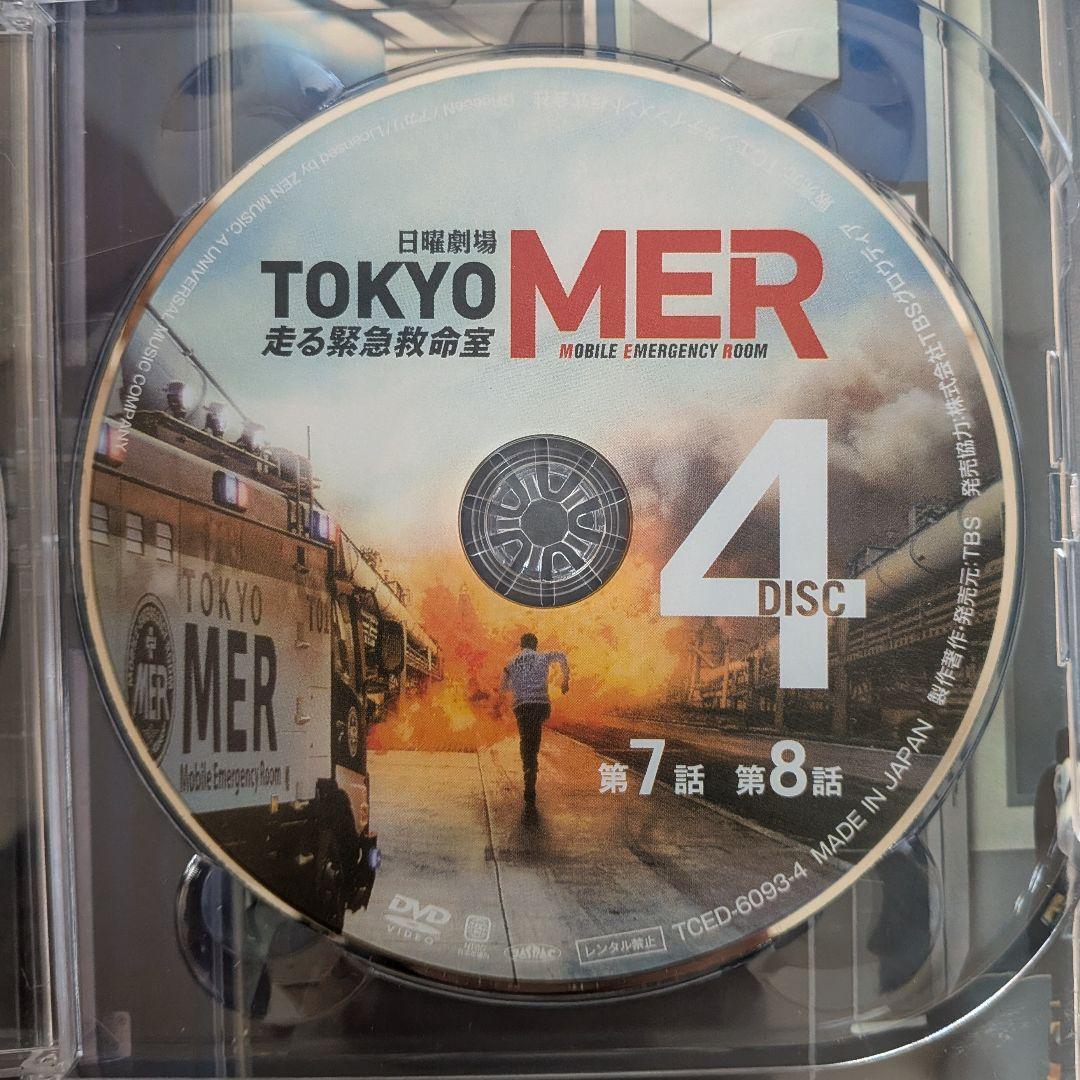 日曜劇場
TOKYO MER
走る緊急救命室
MOBILE EMERGENCY ROOM
4
DISC
TOKYO
MER
Mobile Emergency Room
MER
T01
第7話 第8話
DVD
VIDEO
レンタル禁止
TCED-6093-4 MADE IN JAPAN 製作著作・発売元:TBS 発売協力:株式会社TBSグロウディア
Licensed by ZEN MUSIC, A UNIVERSAL MUSIC COMPANY